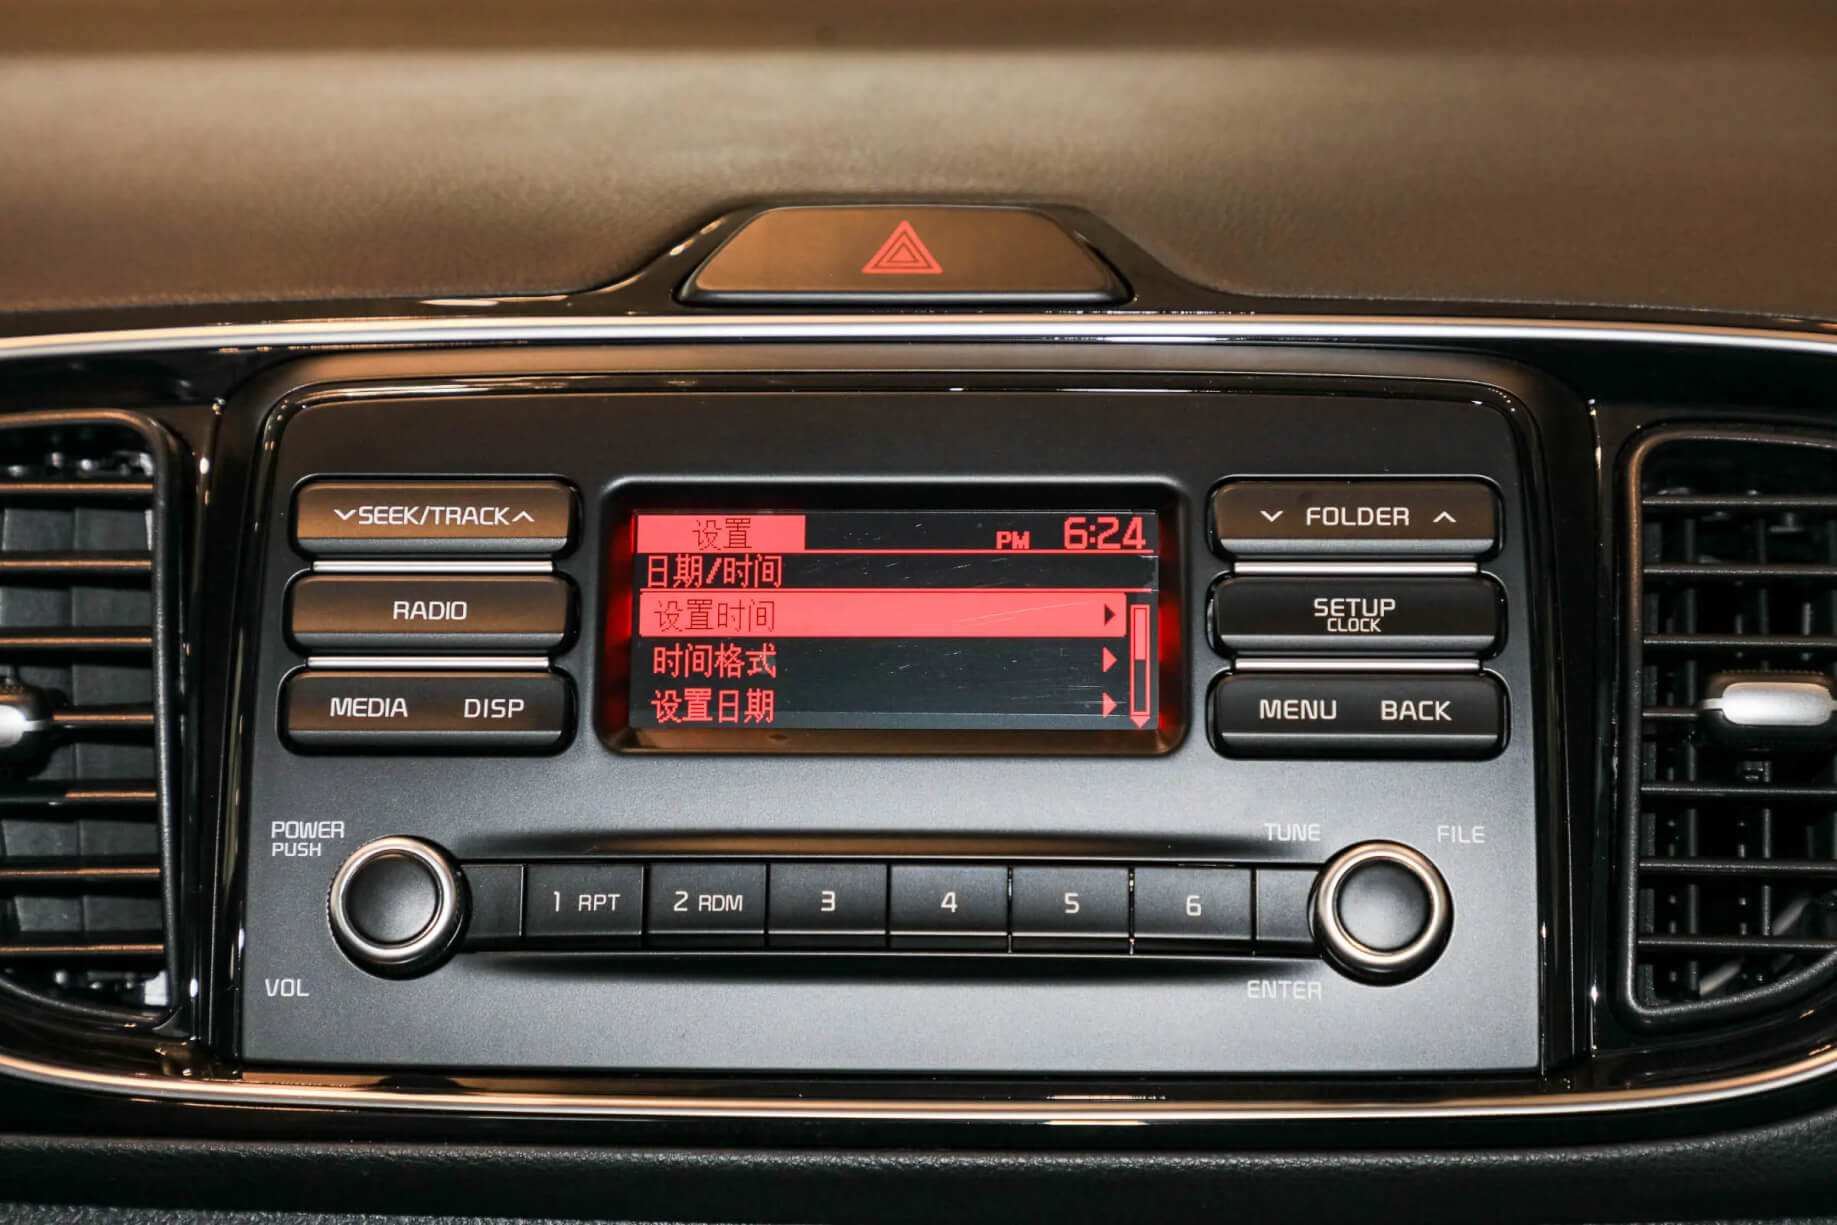 ∨SEEK/TRACK∧
RADIO
MEDIA DISP
设置 PM 6:24
日期/时间
设置时间
时间格式
设置日期
∨ FOLDER ∧
SETUP
CLOCK
MENU BACK
POWER
PUSH
VOL
1 RPT 2 RDM 3 4 5 6
TUNE FILE
ENTER